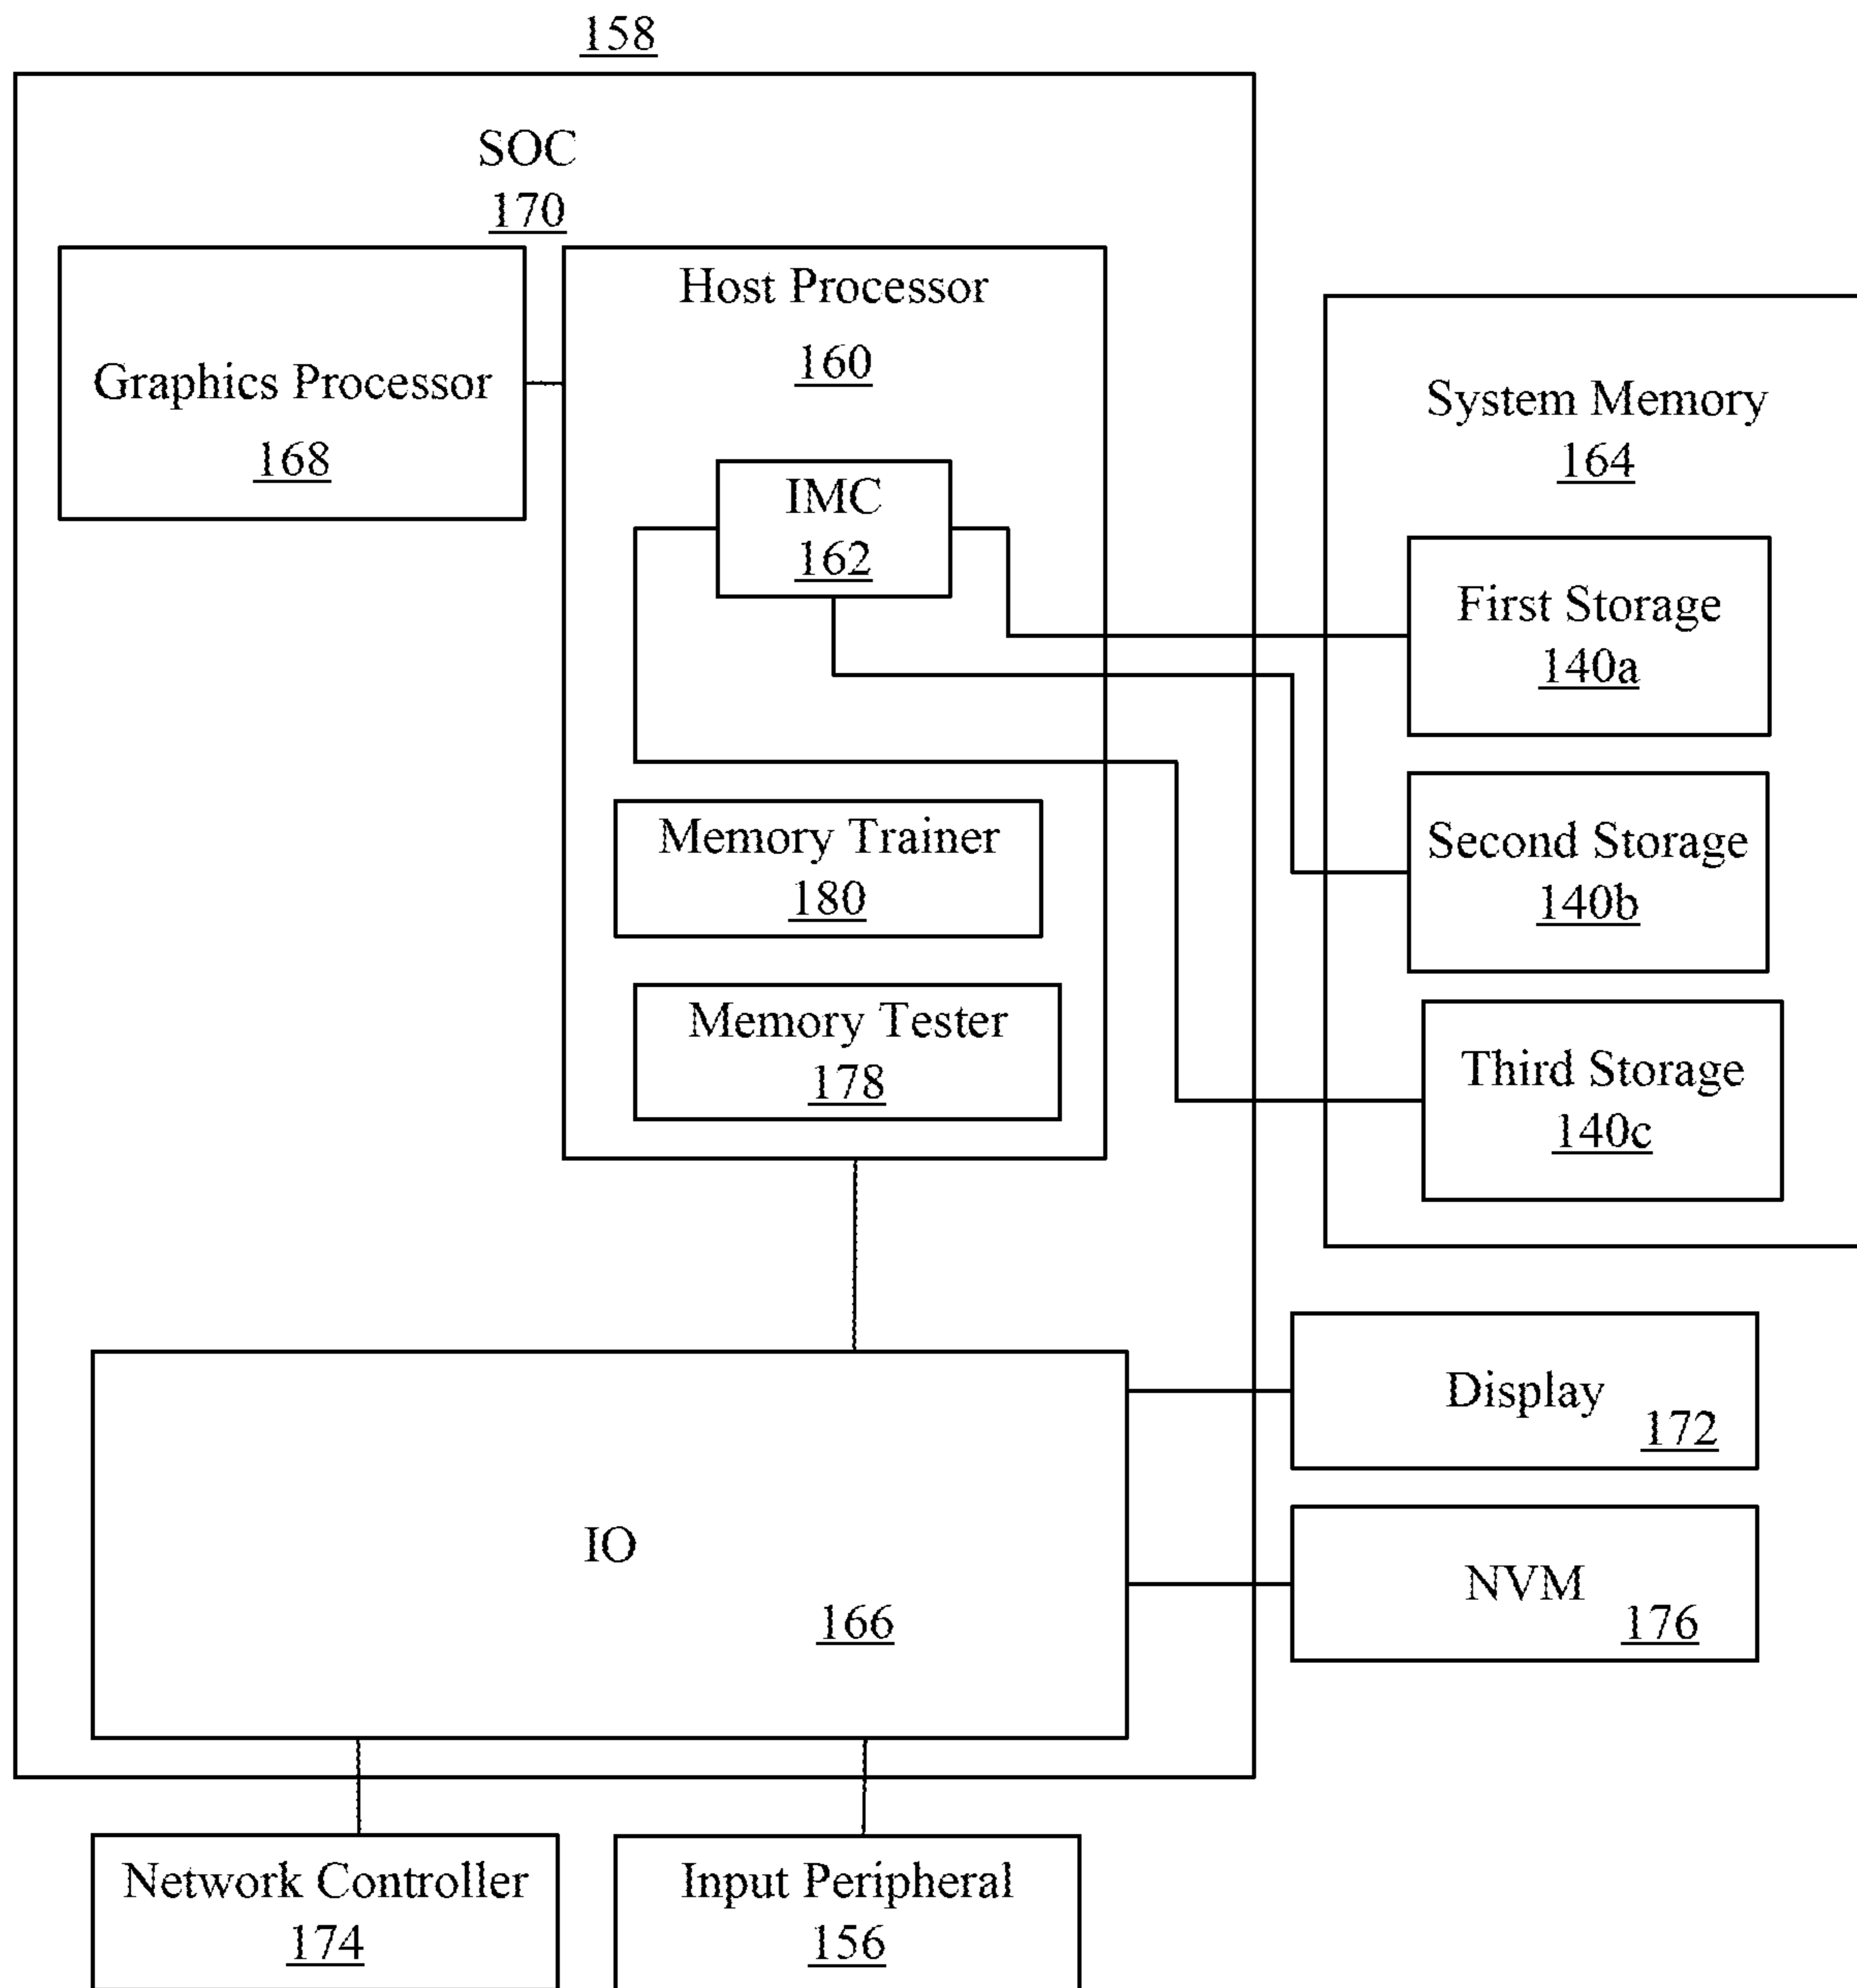 158
SOC
170
Graphics Processor
168
Host Processor
160
IMC
162
Memory Trainer
180
Memory Tester
178
System Memory
164
First Storage
140a
Second Storage
140b
Third Storage
140c
IO
166
Display
172
NVM
176
Network Controller
174
Input Peripheral
156